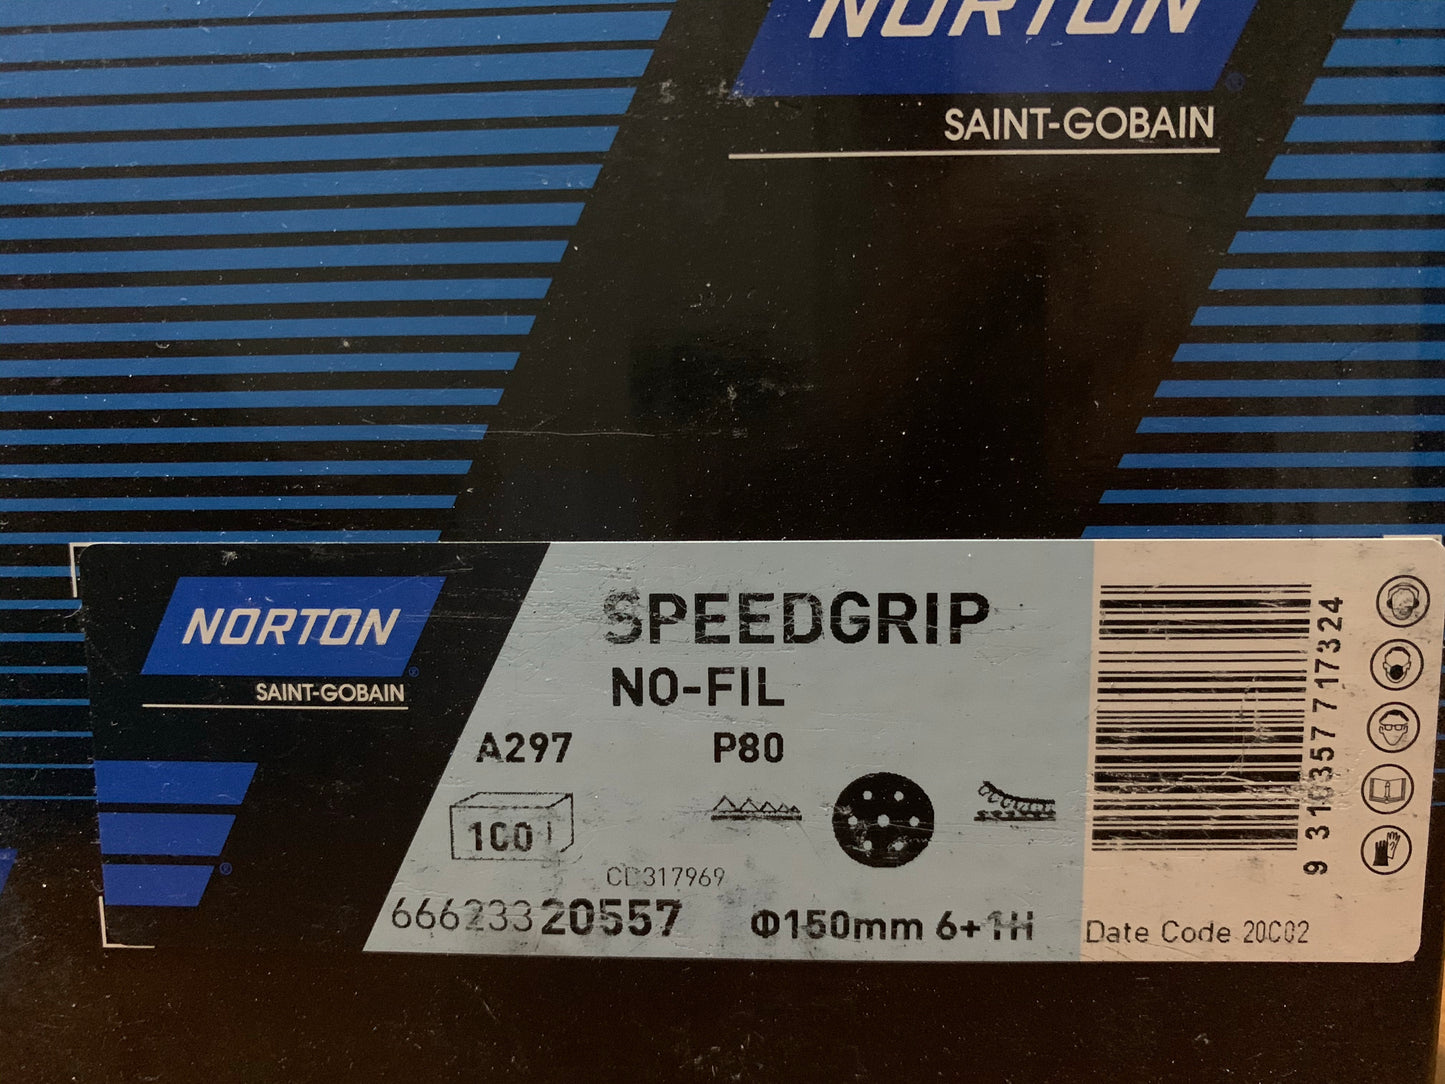 NORTON
SAINT-GOBAIN
NORTON
SAINT-GOBAIN
SPEEDGRIP
NO-FIL
A297
P80
100
CD317969
66623320557
Φ150mm 6+1H
9 310357 717324
Date Code 20C02